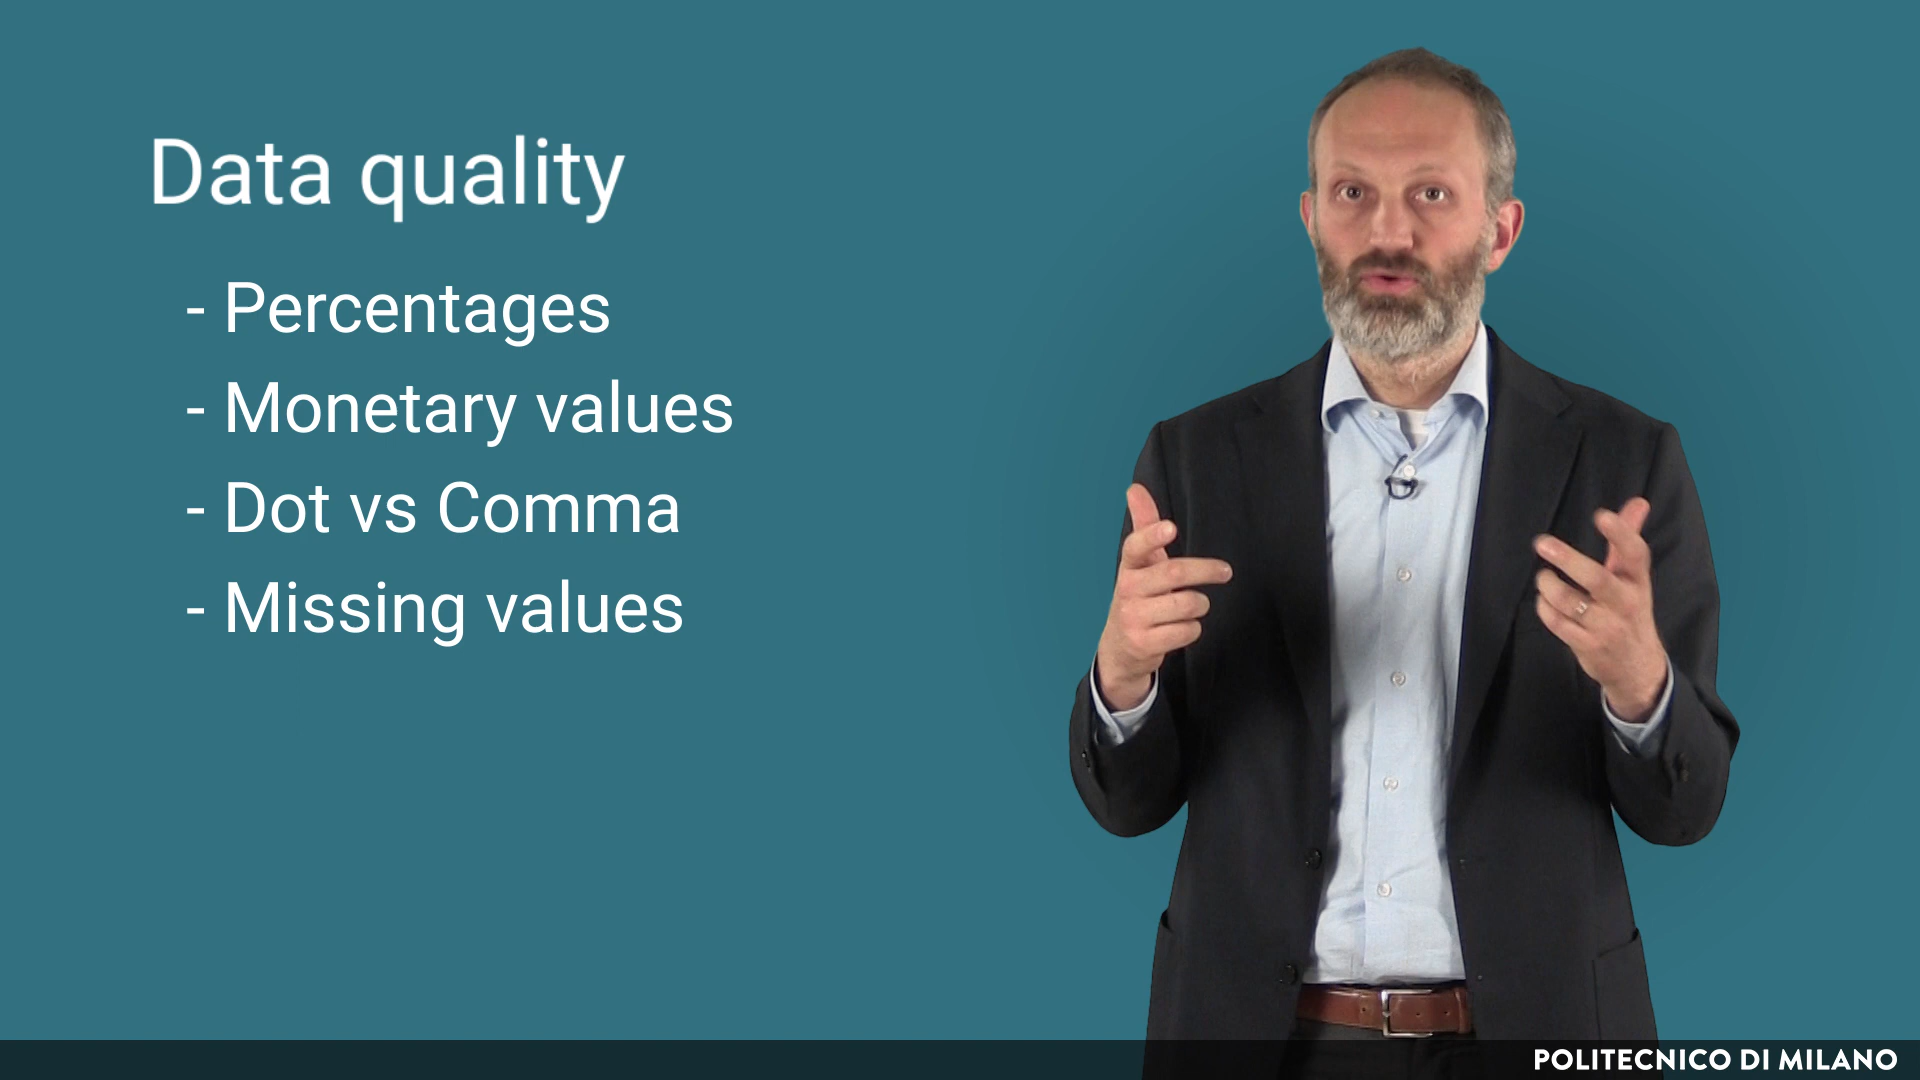 Data quality
- Percentages
- Monetary values
- Dot vs Comma
- Missing values
POLITECNICO DI MILANO